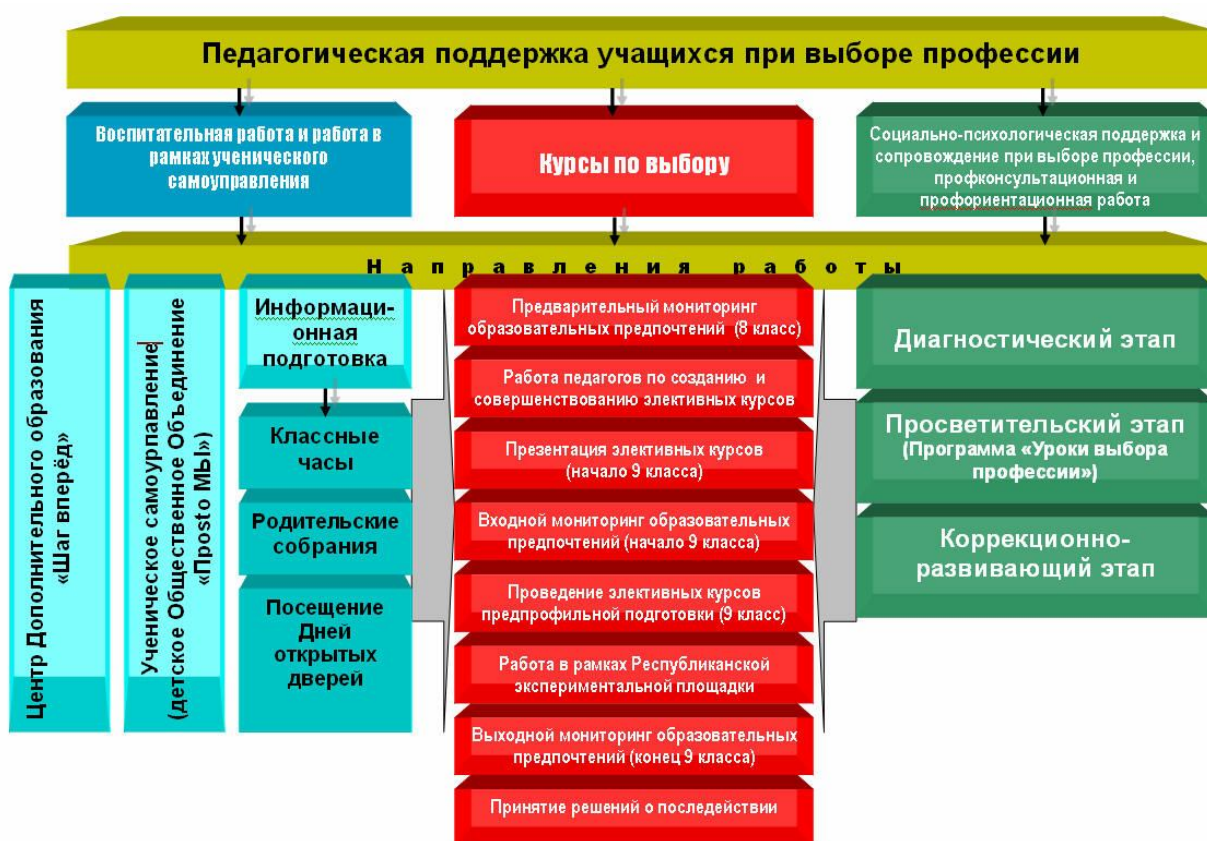 Педагогическая поддержка учащихся при выборе профессии
Воспитательная работа и работа в
рамках ученического
самоуправления
Курсы по выбору
Социально-психологическая поддержка и
сопровождение при выборе профессии,
профконсультационная и
профориентационная работа
Направления работы
Центр Дополнительного образования
«Шаг вперёд»
Ученическое самоурпавление
(детское Общественное Объединение
«Проsto МЫ»)
Информаци-
онная
подготовка
Классные
часы
Родительские
собрания
Посещение
Дней
открытых
дверей
Предварительный мониторинг
образовательных предпочтений (8 класс)
Работа педагогов по созданию и
совершенствованию элективных курсов
Презентация элективных курсов
(начало 9 класса)
Входной мониторинг образовательных
предпочтений (начало 9 класса)
Проведение элективных курсов
предпрофильной подготовки (9 класс)
Работа в рамках Республиканской
экспериментальной площадки
Выходной мониторинг образовательных
предпочтений (конец 9 класса)
Принятие решений о последействии
Диагностический этап
Просветительский этап
(Программа «Уроки выбора
профессии»)
Коррекционно-
развивающий этап